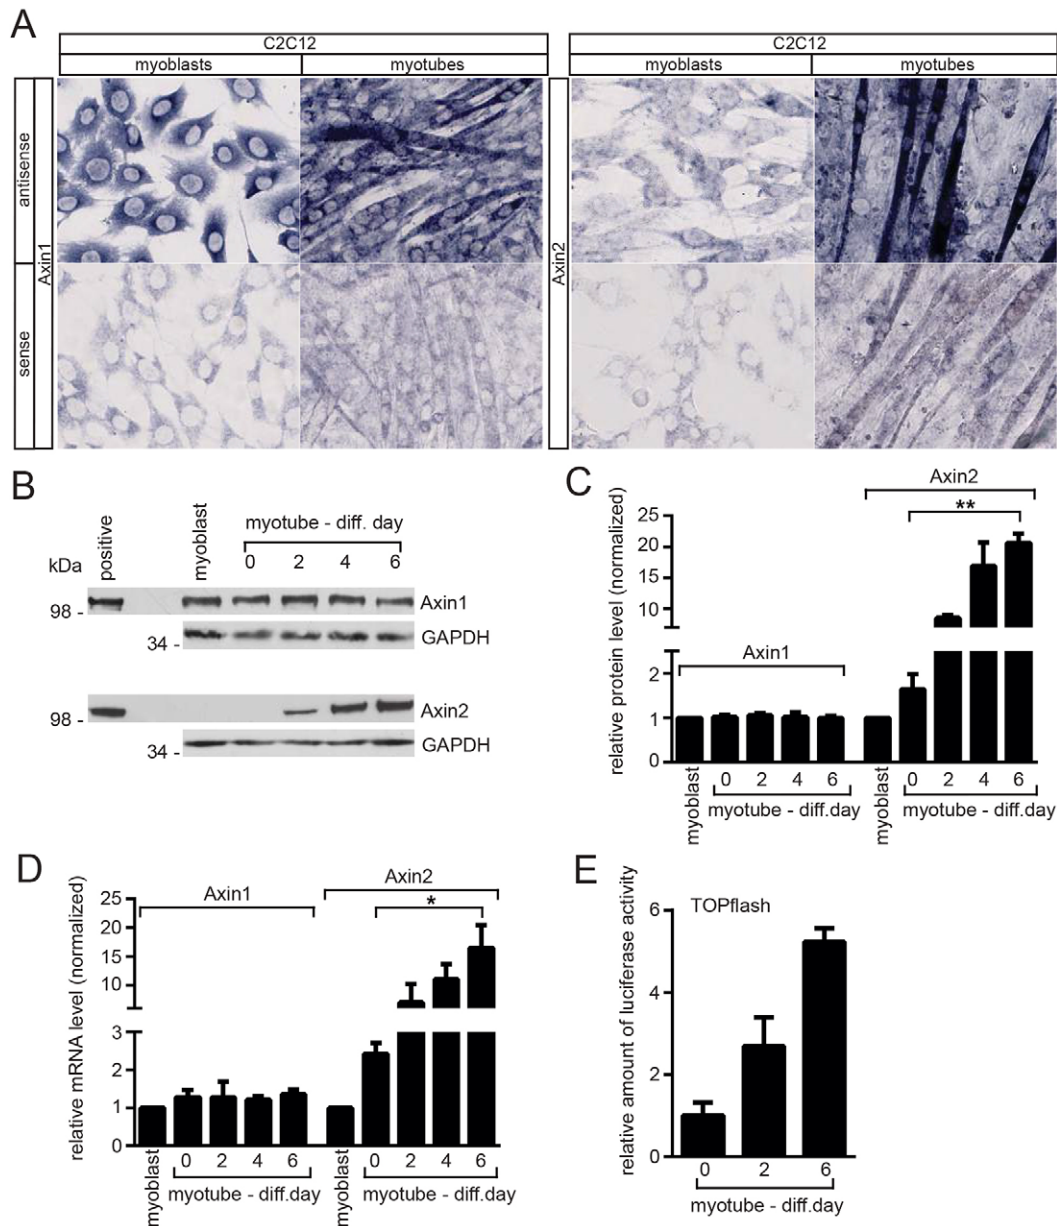 A
C2C12
myoblasts
myotubes
C2C12
myoblasts
myotubes
antisense
sense
Axin1
Axin2
B
kDa
positive
myoblast
myotube - diff. day
0 2 4 6
98 -
Axin1
34 -
GAPDH
98 -
Axin2
34 -
GAPDH
C
relative protein level (normalized)
Axin2
**
25
20
15
10
Axin1
2
1
0
myoblast
0 2 4 6
myotube - diff.day
myoblast
0 2 4 6
myotube - diff.day
D
relative mRNA level (normalized)
Axin1
Axin2
*
25
20
15
10
3
2
1
0
myoblast
0 2 4 6
myotube - diff.day
myoblast
0 2 4 6
myotube - diff.day
E
relative amount of luciferase activity
TOPflash
6
4
2
0
0 2 6
myotube - diff.day